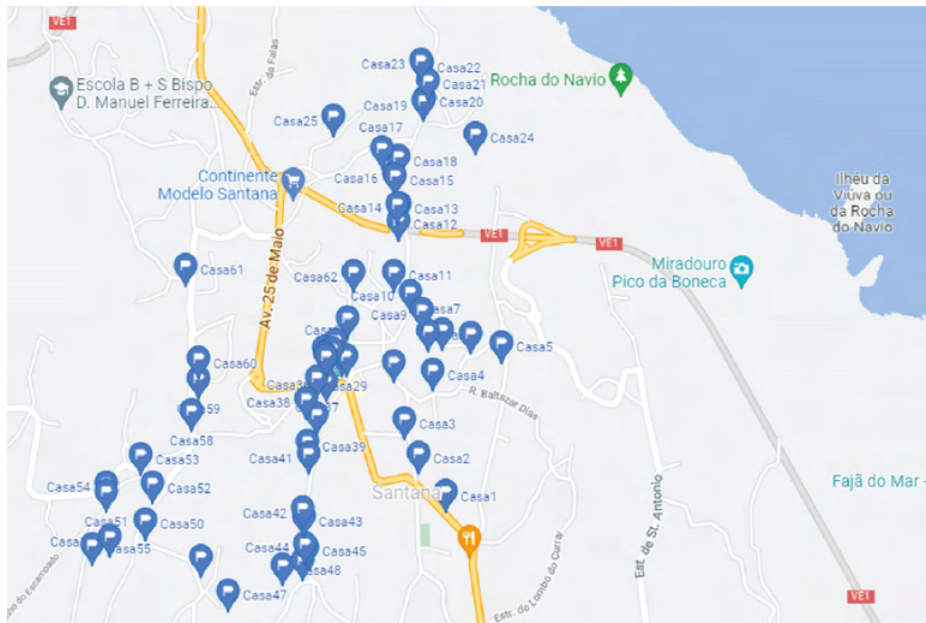 VE1
Estr. do Faias
Escola B + S Bispo
D. Manuel Ferreira...
Casa23
Casa22
Casa21
Casa19
Casa20
Rocha do Navio
Casa25
Casa17
Casa24
Casa18
Continente
Modelo Santana
Casa16
Casa15
Ilhéu da
Viúva ou
da Rocha
do Navio
Casa14
Casa13
Casa12
VE1
VE1
Av. 25 de Maio
Casa61
Casa62
Casa11
Miradouro
Pico da Boneca
Casa10
Casa9
Casa7
Casa5
Casa60
Casa4
Casa29
R. Baltazar Dias
Casa59
Casa38
Casa3
Casa58
Casa39
Casa41
Casa2
Casa53
Casa54
Casa52
Santana
Casa1
Fajã do Mar -
Casa51
Casa50
Casa42
Casa43
Casa55
Casa44
Casa45
Casa48
Casa47
Est. de St. Antonio
Estr. do Lombo do Curral
VE1